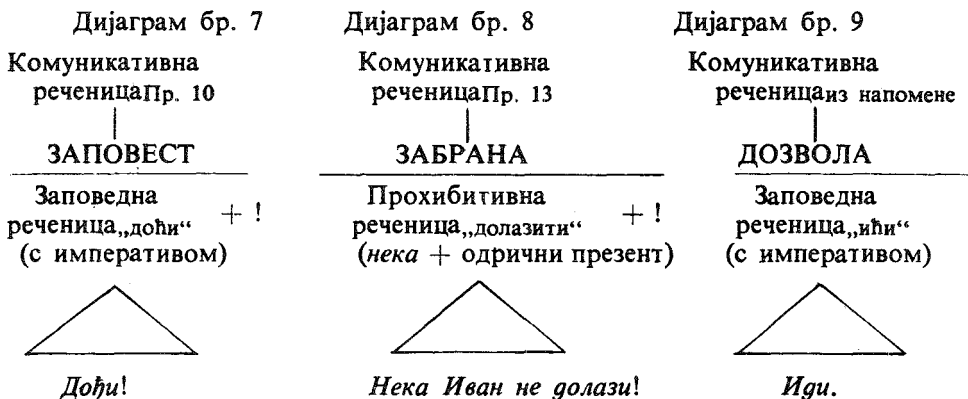 Дијаграм бр. 7
Комуникативна
реченицаПр. 10
ЗАПОВЕСТ
Заповедна
реченица„доћи“ + !
(с императивом)
Дођи!
Дијаграм бр. 8
Комуникативна
реченицаПр. 13
ЗАБРАНА
Прохибитивна
реченица„долазити“ + !
(нека + одрични презент)
Нека Иван не долази!
Дијаграм бр. 9
Комуникативна
реченицаиз напомене
ДОЗВОЛА
Заповедна
реченица„ићи“
(с императивом)
Иди.